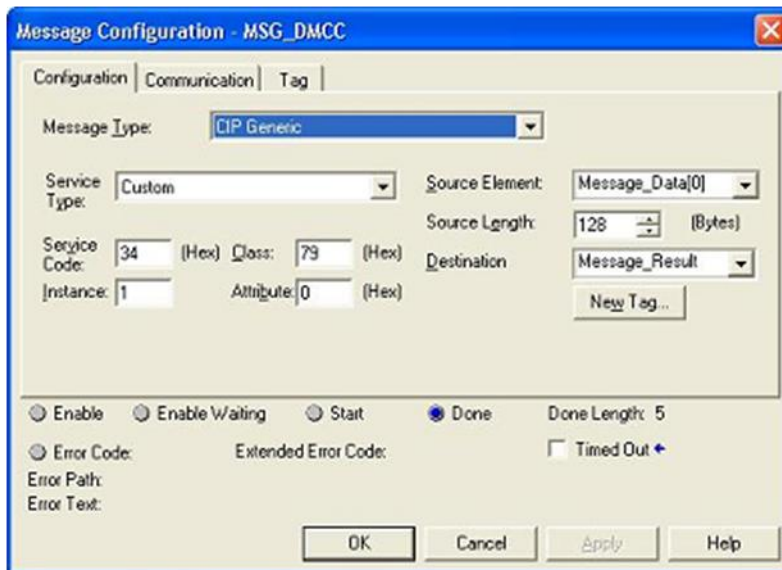 Message Configuration - MSG_DMCC
Configuration Communication Tag
Message Type: CIP Generic
Service Type: Custom
Source Element: Message_Data[0]
Source Length: 128 (Bytes)
Service Code: 34 (Hex) Class: 79 (Hex)
Destination Message_Result
Instance: 1 Attribute: 0 (Hex)
New Tag...
Enable Enable Waiting Start Done Done Length: 5
Error Code: Extended Error Code: Timed Out
Error Path:
Error Text:
OK Cancel Apply Help